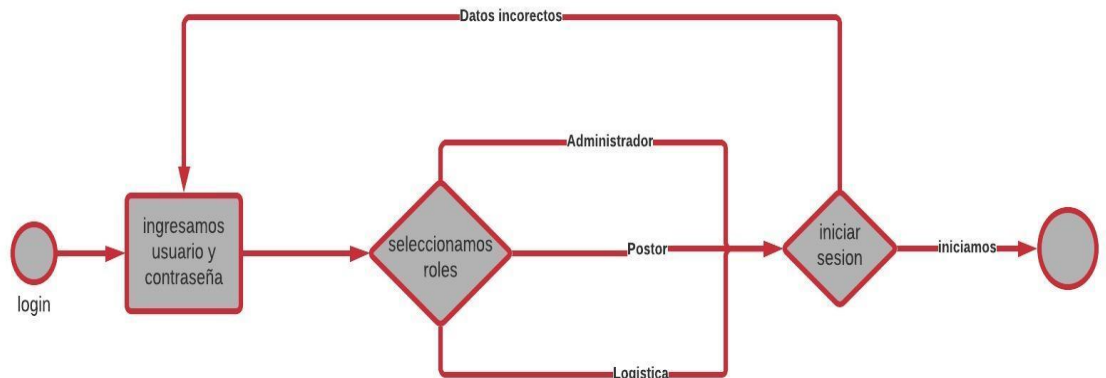 Datos incorectos
Administrador
ingresamos
usuario y
contraseña
seleccionamos
roles
Postor
iniciar
sesion
iniciamos
login
Logistica